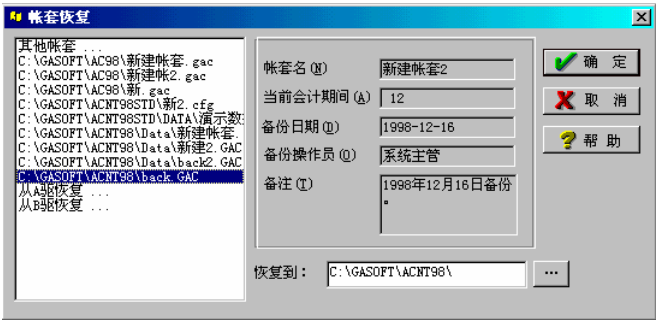 帐套恢复
其他帐套 ...
C:\GASOFT\AC98\新建帐套.gac
C:\GASOFT\AC98\新建帐2.gac
C:\GASOFT\AC98\新.gac
C:\GASOFT\ACNT98STD\新2.cfg
C:\GASOFT\ACNT98STD\DATA\演示数
C:\GASOFT\ACNT98\Data\新建帐套.
C:\GASOFT\ACNT98\Data\新建2.GAC
C:\GASOFT\ACNT98\Data\back2.GAC
C:\GASOFT\ACNT98\back.GAC
从A驱恢复 ...
从B驱恢复 ...
帐套名(N) 新建帐套2
当前会计期间(A) 12
备份日期(D) 1998-12-16
备份操作员(O) 系统主管
备注(T) 1998年12月16日备份
。
恢复到： C:\GASOFT\ACNT98\ ...
确 定
取 消
帮 助